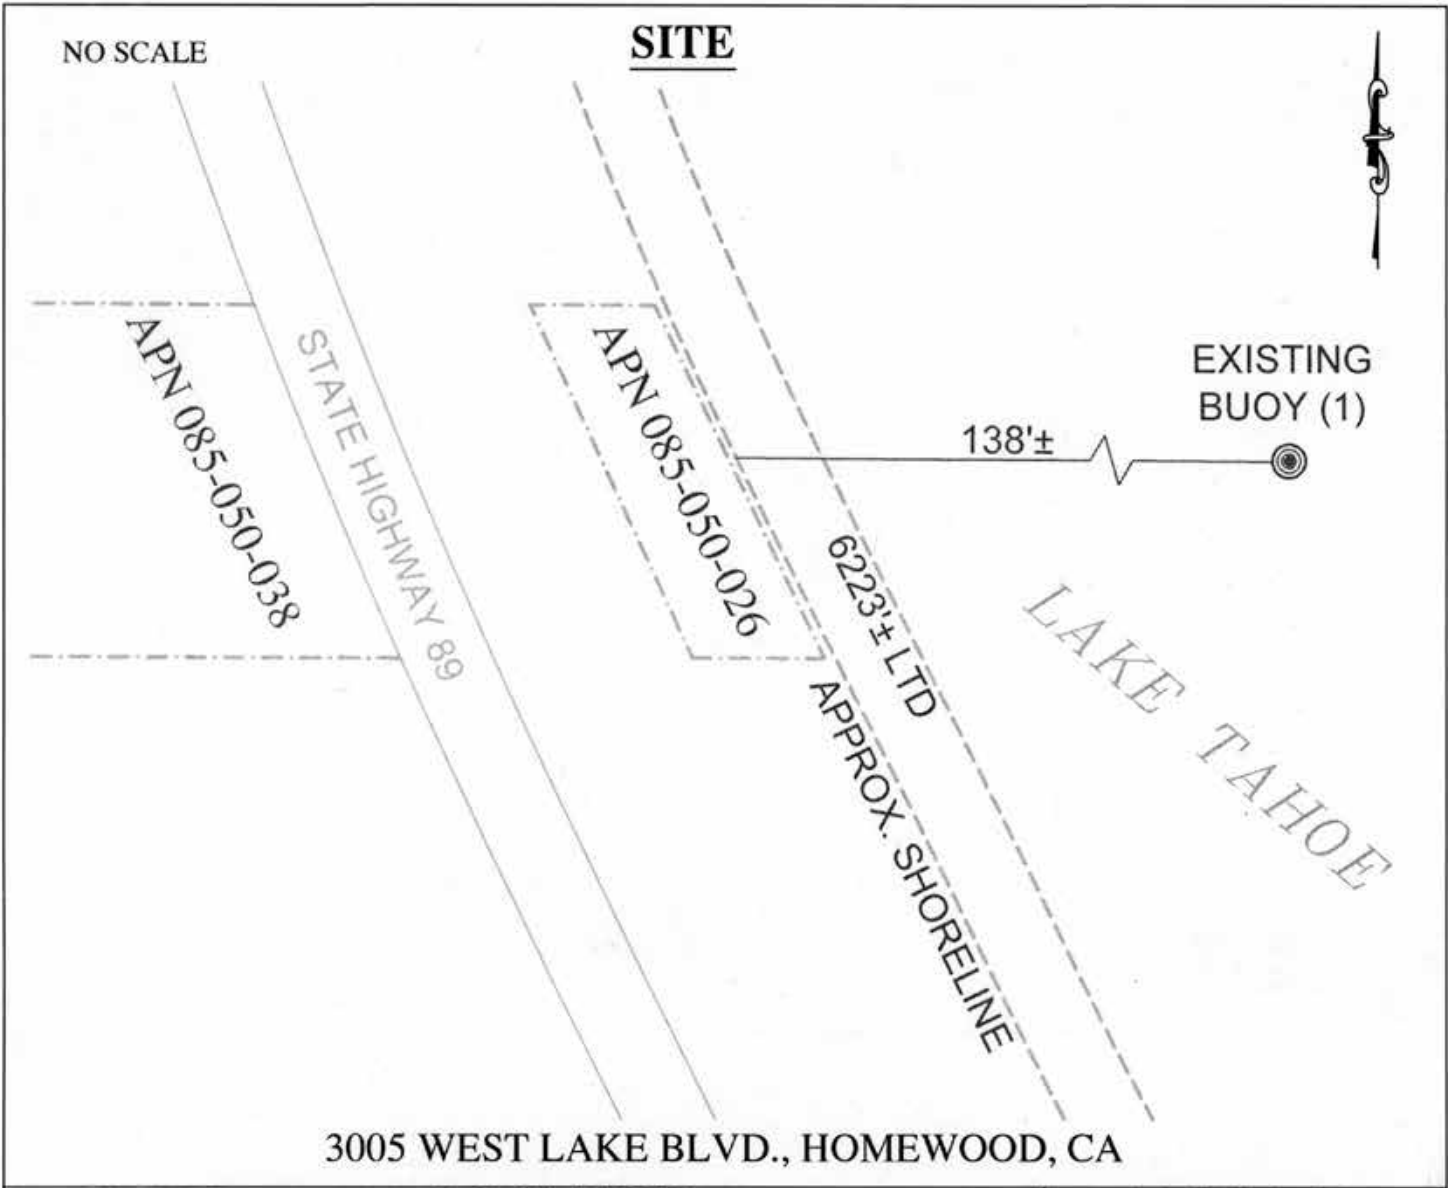 NO SCALE
SITE
EXISTING
BUOY (1)
138'±
APN 085-050-038
STATE HIGHWAY 89
APN 085-050-026
6223'± LTD
APPROX. SHORELINE
LAKE TAHOE
3005 WEST LAKE BLVD., HOMEWOOD, CA